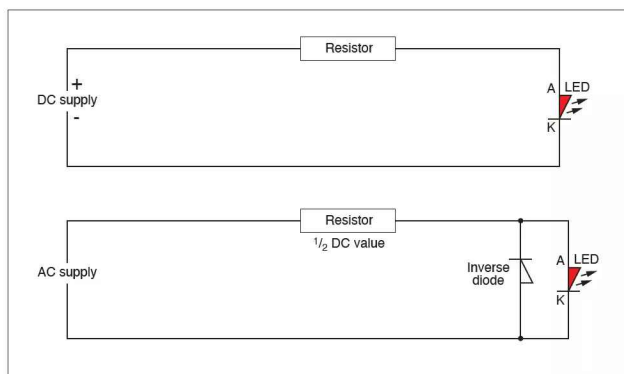 Resistor
+
DC supply
-
A LED
K
Resistor
1/2 DC value
AC supply
Inverse
diode
A LED
K